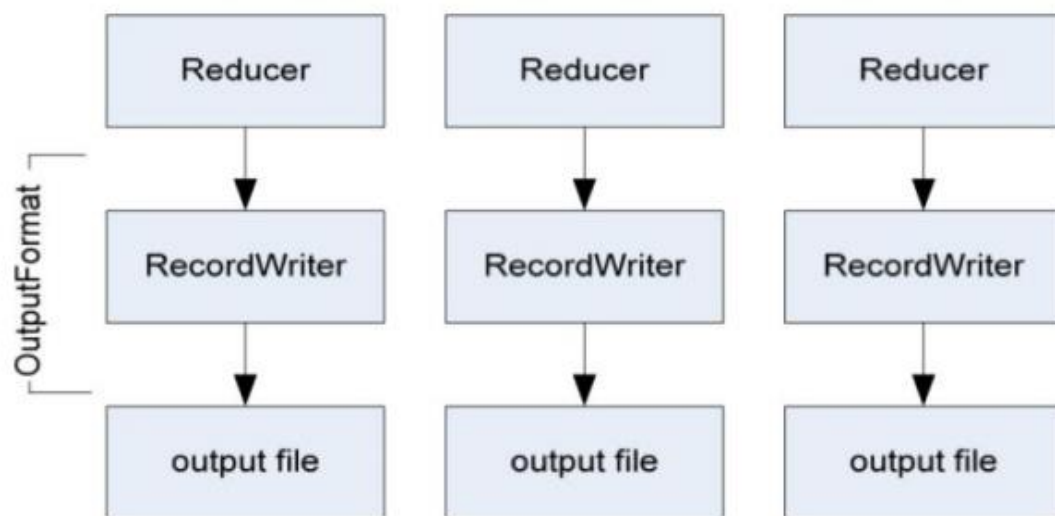 Reducer
Reducer
Reducer
OutputFormat
RecordWriter
RecordWriter
RecordWriter
output file
output file
output file